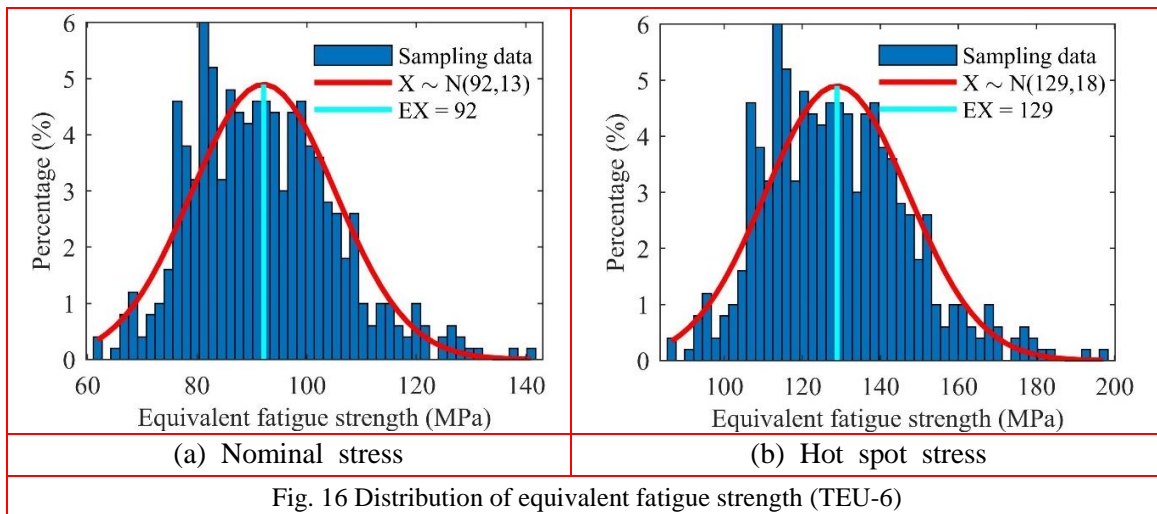 6
5
4
3
2
1
0
Percentage (%)
Sampling data
X ~ N(92,13)
EX = 92
60 80 100 120 140
Equivalent fatigue strength (MPa)
(a) Nominal stress
6
5
4
3
2
1
0
Percentage (%)
Sampling data
X ~ N(129,18)
EX = 129
100 120 140 160 180 200
Equivalent fatigue strength (MPa)
(b) Hot spot stress
Fig. 16 Distribution of equivalent fatigue strength (TEU-6)